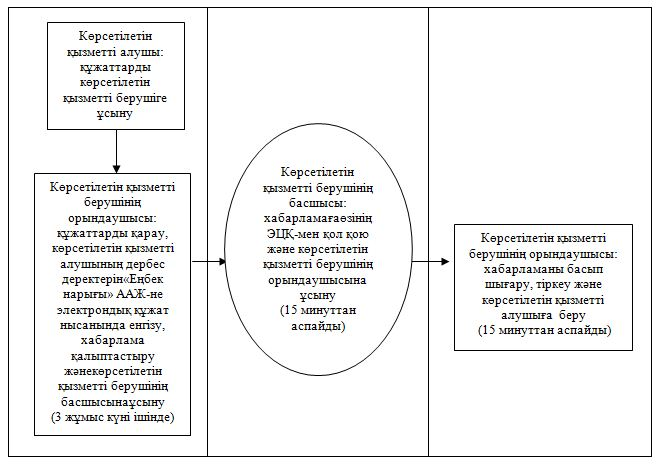 Көрсетілетін
қызметті алушы:
құжаттарды
көрсетілетін
қызметті берушіге
ұсыну
Көрсетілетін қызметті
берушінің
орындаушысы:
құжаттарды қарау,
көрсетілетін қызметті
алушының дербес
деректерін«Еңбек
нарығы» ААЖ-не
электрондық құжат
нысанында енгізу,
хабарлама
қалыптастыру
жәнекөрсетілетін
қызметті берушінің
басшысынаұсыну
(3 жұмыс күні ішінде)
Көрсетілетін
қызметті берушінің
басшысы:
хабарламағаөзінің
ЭЦҚ-мен қол қою
және көрсетілетін
қызметті берушінің
орындаушысына
ұсыну
(15 минуттан
аспайды)
Көрсетілетін қызметті
берушінің орындаушысы:
хабарламаны басып
шығару, тіркеу және
көрсетілетін қызметті
алушыға беру
(15 минуттан аспайды)